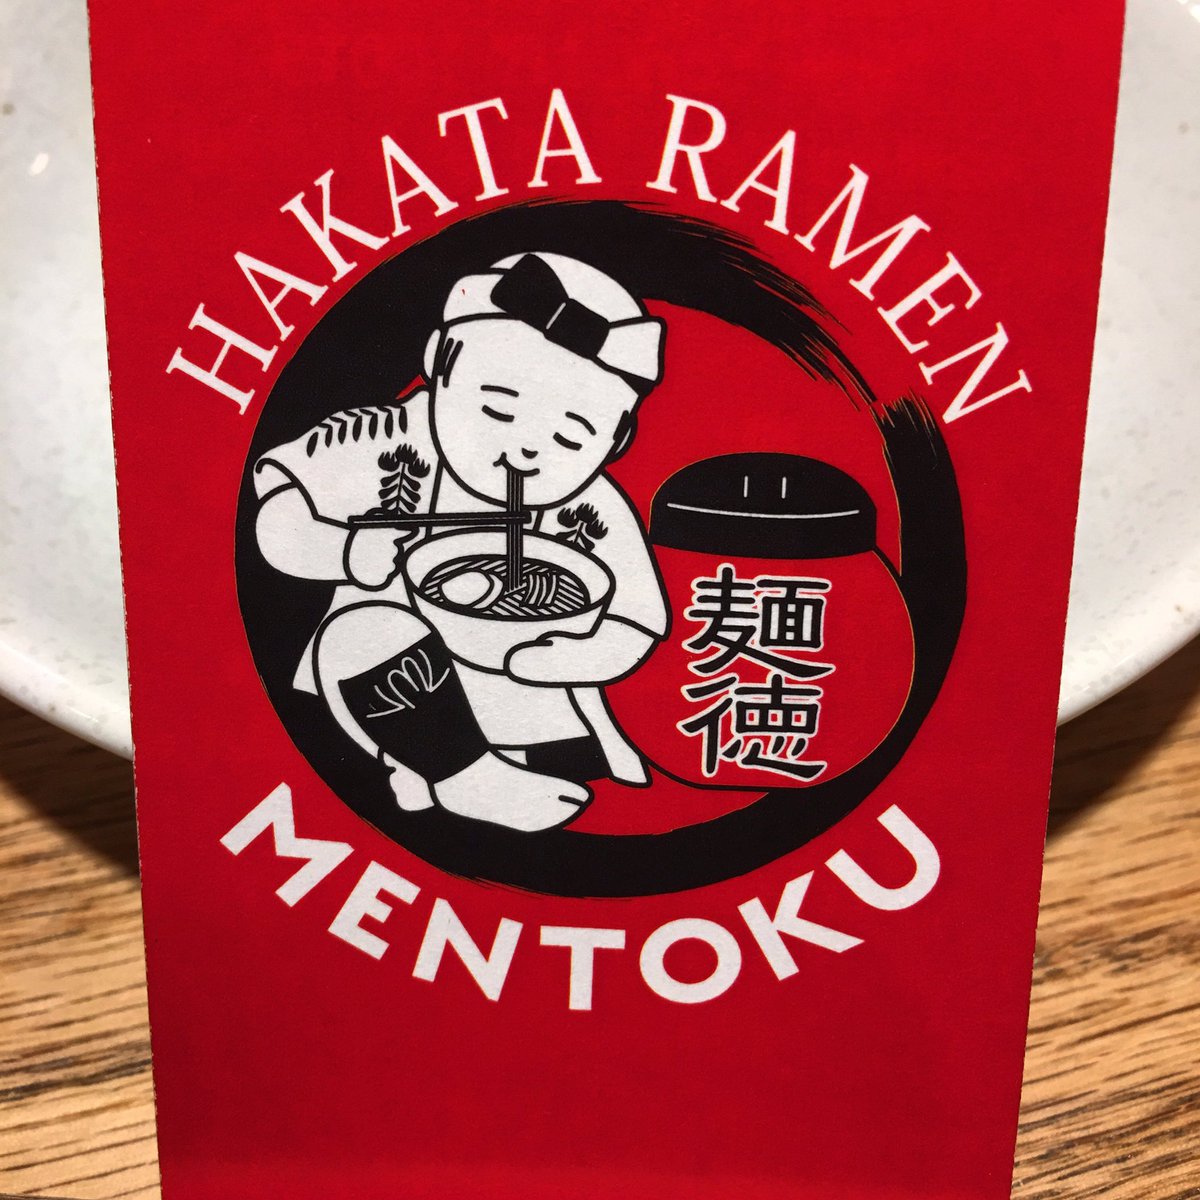 HAKATA RAMEN
麺徳
MENTOKU